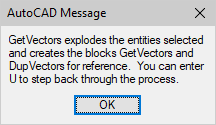 AutoCAD Message
GetVectors explodes the entities selected
and creates the blocks GetVectors and
DupVectors for reference.  You can enter
U to step back through the process.
OK